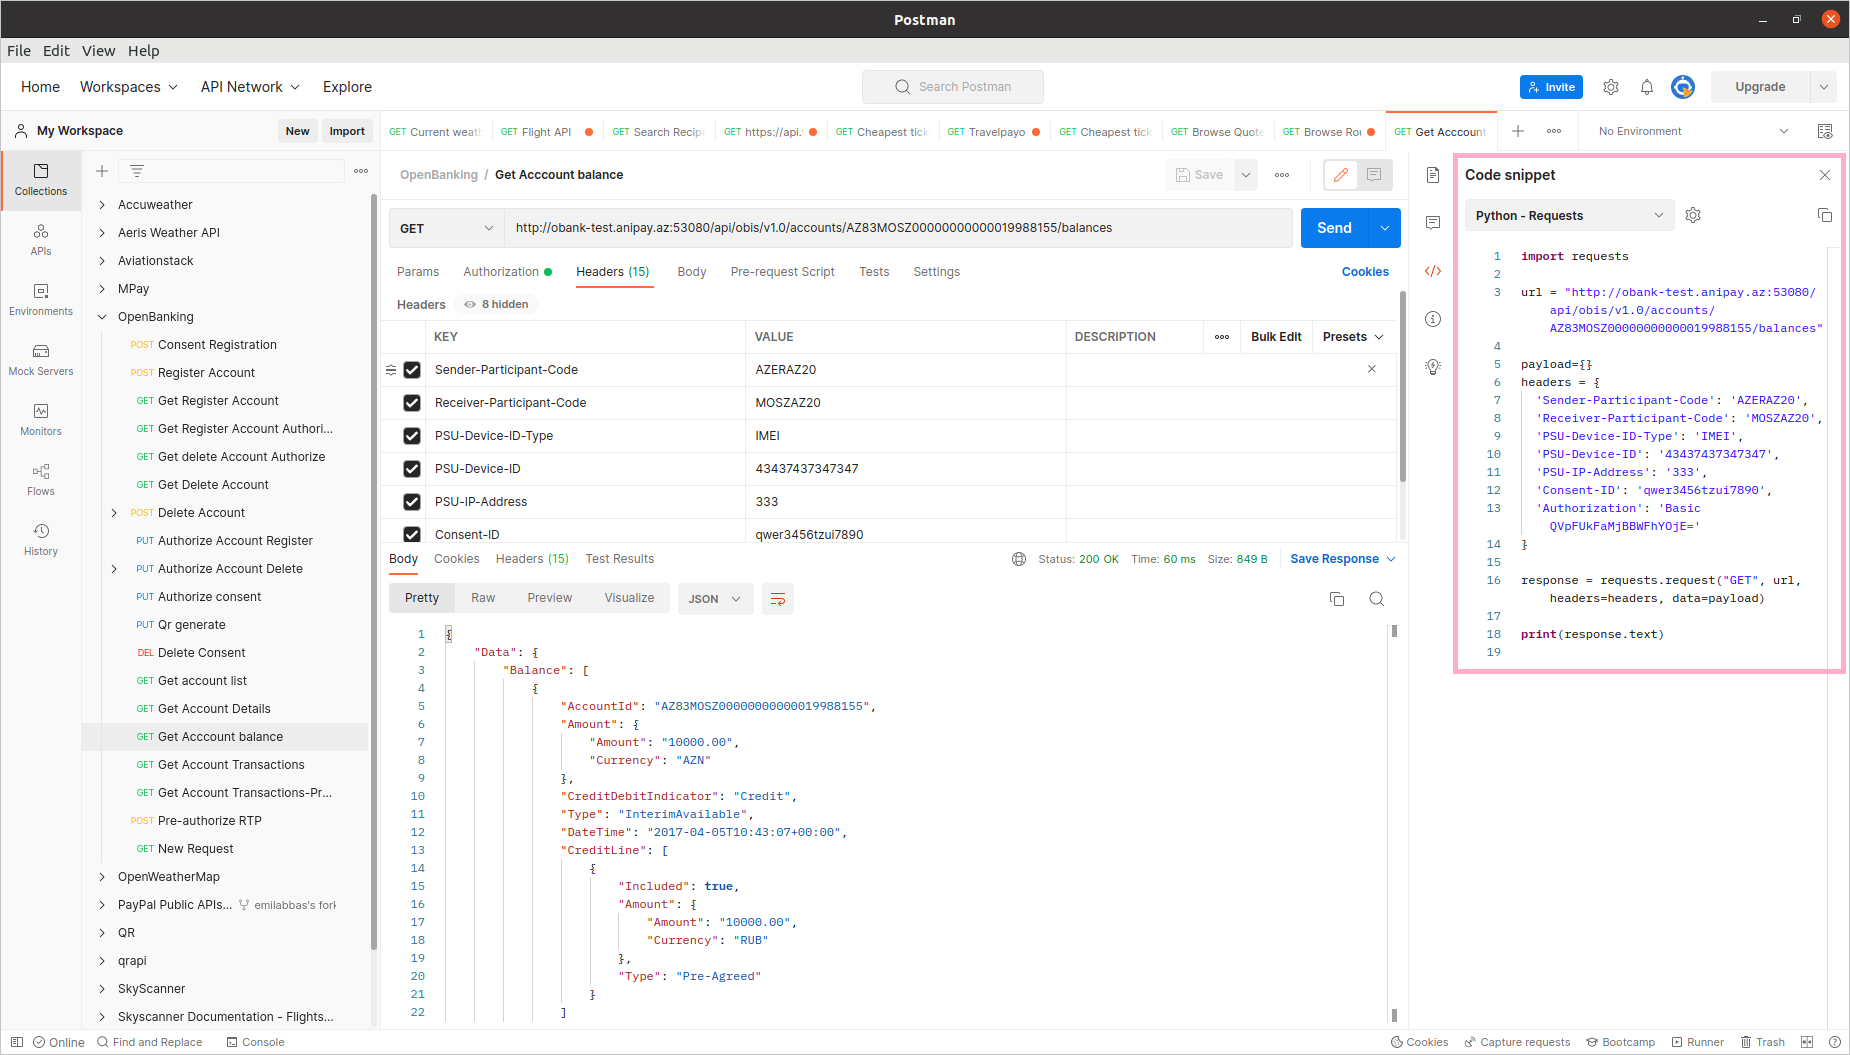 Postman
File Edit View Help
Home Workspaces API Network Explore
Search Postman
Invite
Upgrade
My Workspace
New Import
GET Current weath
GET Flight API
GET Search Recipe
GET https://api.
GET Cheapest tick
GET Travelpayo
GET Cheapest tick
GET Browse Quote
GET Browse Rou
GET Get Acccount
No Environment
Collections
APIs
Environments
Mock Servers
Monitors
Flows
History
Accuweather
Aeris Weather API
Aviationstack
MPay
OpenBanking
POST Consent Registration
POST Register Account
GET Get Register Account
GET Get Register Account Authori...
GET Get delete Account Authorize
GET Get Delete Account
POST Delete Account
PUT Authorize Account Register
PUT Authorize Account Delete
PUT Authorize consent
PUT Qr generate
DEL Delete Consent
GET Get account list
GET Get Account Details
GET Get Acccount balance
GET Get Account Transactions
GET Get Account Transactions-Pr...
POST Pre-authorize RTP
GET New Request
OpenWeatherMap
PayPal Public APIs... emilabbas's fork
QR
qrapi
SkyScanner
Skyscanner Documentation - Flights...
OpenBanking / Get Acccount balance
Save
GET http://obank-test.anipay.az:53080/api/obis/v1.0/accounts/AZ83MOSZ00000000000019988155/balances
Send
Params Authorization Headers (15) Body Pre-request Script Tests Settings Cookies
Headers 8 hidden
KEY VALUE DESCRIPTION Bulk Edit Presets
Sender-Participant-Code AZERAZ20
Receiver-Participant-Code MOSZAZ20
PSU-Device-ID-Type IMEI
PSU-Device-ID 43437437347347
PSU-IP-Address 333
Consent-ID qwer3456tzui7890
Body Cookies Headers (15) Test Results
Status: 200 OK Time: 60 ms Size: 849 B Save Response
Pretty Raw Preview Visualize JSON
1 {
2 "Data": {
3 "Balance": [
4 {
5 "AccountId": "AZ83MOSZ00000000000019988155",
6 "Amount": {
7 "Amount": "10000.00",
8 "Currency": "AZN"
9 },
10 "CreditDebitIndicator": "Credit",
11 "Type": "InterimAvailable",
12 "DateTime": "2017-04-05T10:43:07+00:00",
13 "CreditLine": [
14 {
15 "Included": true,
16 "Amount": {
17 "Amount": "10000.00",
18 "Currency": "RUB"
19 },
20 "Type": "Pre-Agreed"
21 }
22 ]
Code snippet
Python - Requests
1 import requests
2
3 url = "http://obank-test.anipay.az:53080/
api/obis/v1.0/accounts/
AZ83MOSZ00000000000019988155/balances"
4
5 payload={}
6 headers = {
7 'Sender-Participant-Code': 'AZERAZ20',
8 'Receiver-Participant-Code': 'MOSZAZ20',
9 'PSU-Device-ID-Type': 'IMEI',
10 'PSU-Device-ID': '43437437347347',
11 'PSU-IP-Address': '333',
12 'Consent-ID': 'qwer3456tzui7890',
13 'Authorization': 'Basic
QVpFUkFaMjBBWFhYOjE='
14 }
15
16 response = requests.request("GET", url,
headers=headers, data=payload)
17
18 print(response.text)
19
Online Find and Replace Console
Cookies Capture requests Bootcamp Runner Trash